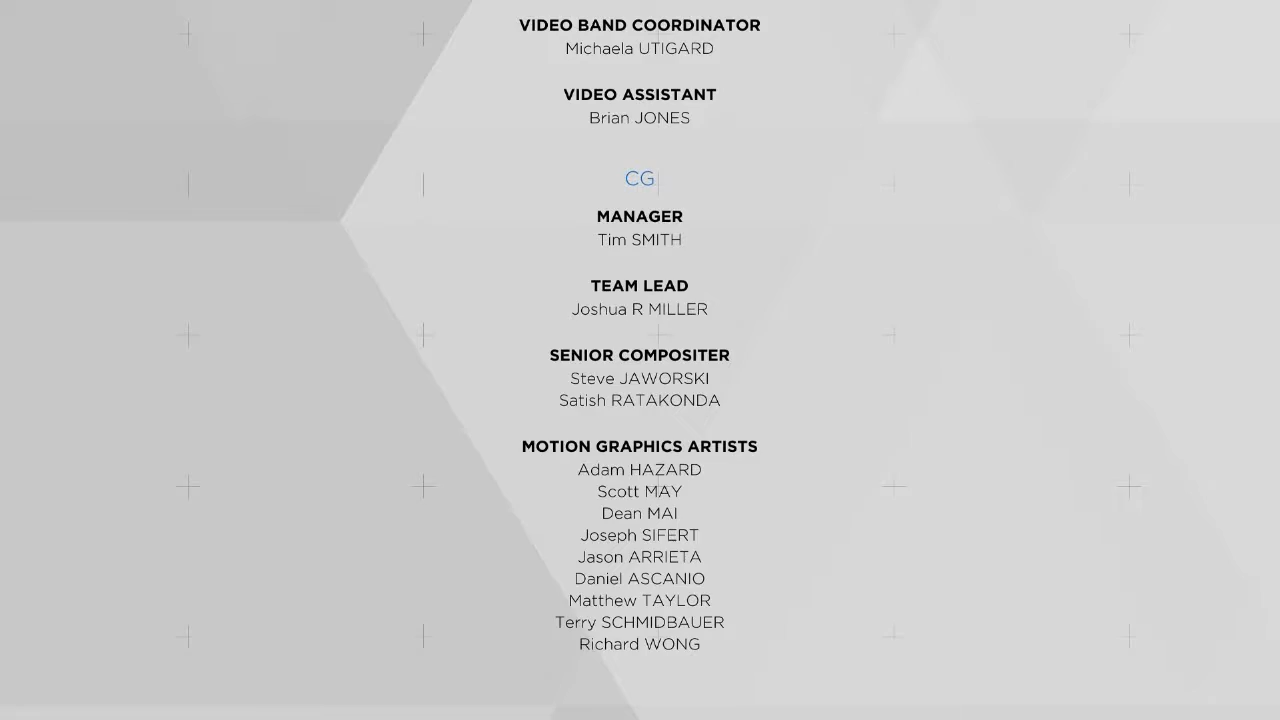 VIDEO BAND COORDINATOR
Michaela UTIGARD
VIDEO ASSISTANT
Brian JONES
CG
MANAGER
Tim SMITH
TEAM LEAD
Joshua R MILLER
SENIOR COMPOSITER
Steve JAWORSKI
Satish RATAKONDA
MOTION GRAPHICS ARTISTS
Adam HAZARD
Scott MAY
Dean MAI
Joseph SIFERT
Jason ARRIETA
Daniel ASCANIO
Matthew TAYLOR
Terry SCHMIDBAUER
Richard WONG